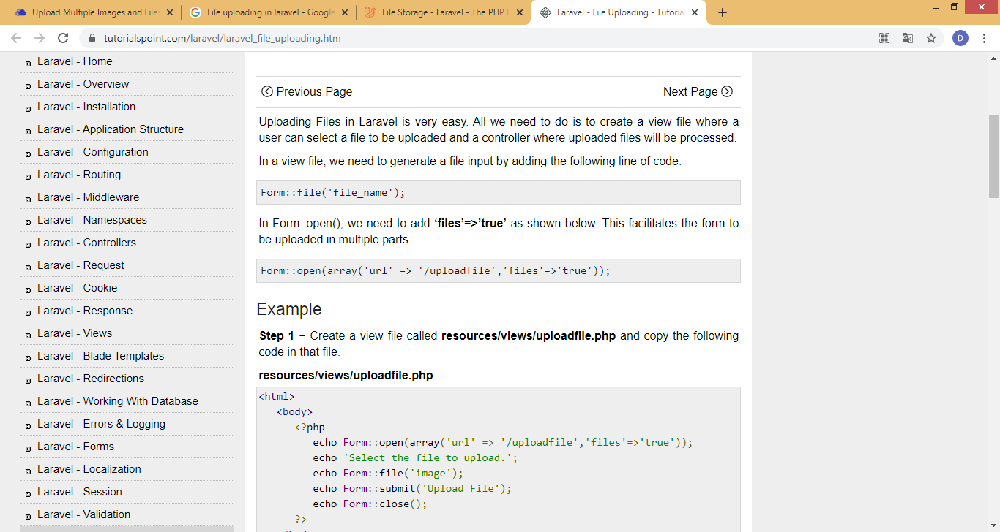 Upload Multiple Images and File
File uploading in laravel - Google
File Storage - Laravel - The PHP F
Laravel - File Uploading - Tutoria
tutorialspoint.com/laravel/laravel_file_uploading.htm
D
Laravel - Home
Laravel - Overview
Laravel - Installation
Laravel - Application Structure
Laravel - Configuration
Laravel - Routing
Laravel - Middleware
Laravel - Namespaces
Laravel - Controllers
Laravel - Request
Laravel - Cookie
Laravel - Response
Laravel - Views
Laravel - Blade Templates
Laravel - Redirections
Laravel - Working With Database
Laravel - Errors & Logging
Laravel - Forms
Laravel - Localization
Laravel - Session
Laravel - Validation
Previous Page
Next Page
Uploading Files in Laravel is very easy. All we need to do is to create a view file where a
user can select a file to be uploaded and a controller where uploaded files will be processed.
In a view file, we need to generate a file input by adding the following line of code.
Form::file('file_name');
In Form::open(), we need to add ‘files’=>’true’ as shown below. This facilitates the form to
be uploaded in multiple parts.
Form::open(array('url' => '/uploadfile','files'=>'true'));
Example
Step 1 − Create a view file called resources/views/uploadfile.php and copy the following
code in that file.
resources/views/uploadfile.php
<html>
<body>
<?php
echo Form::open(array('url' => '/uploadfile','files'=>'true'));
echo 'Select the file to upload.';
echo Form::file('image');
echo Form::submit('Upload File');
echo Form::close();
?>